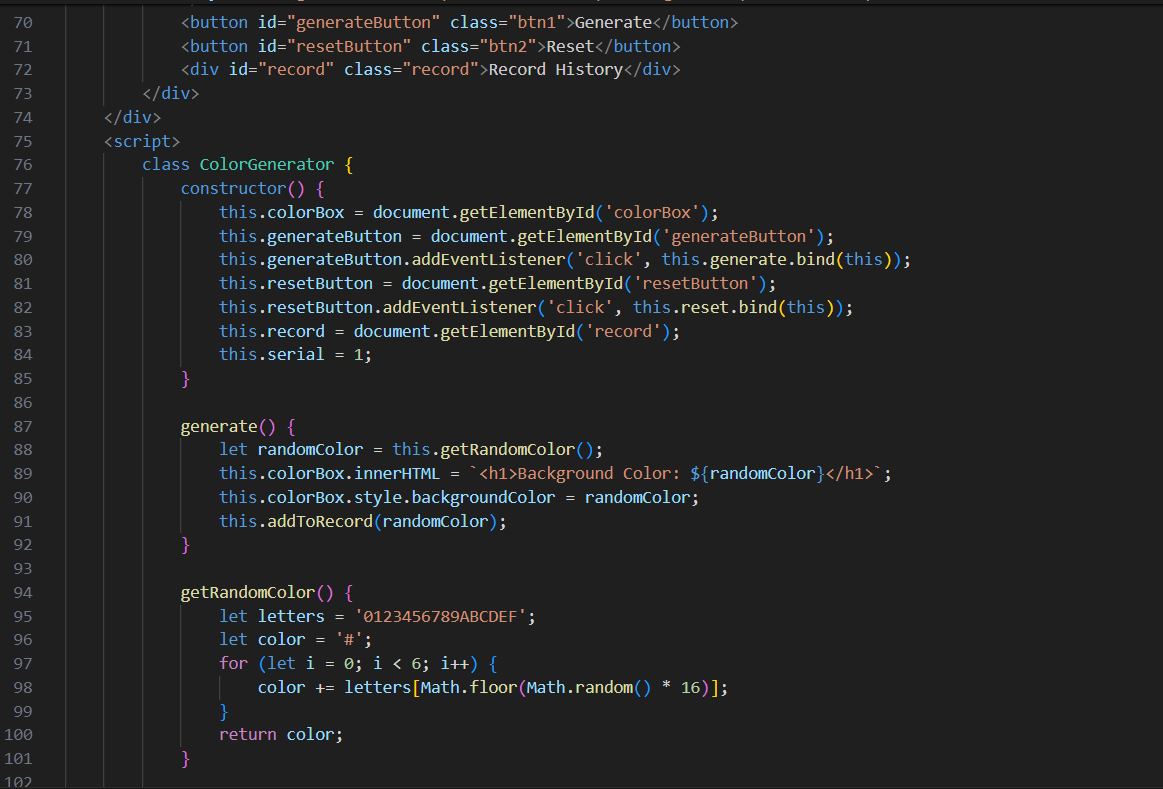 70 <button id="generateButton" class="btn1">Generate</button>
71 <button id="resetButton" class="btn2">Reset</button>
72 <div id="record" class="record">Record History</div>
73 </div>
74 </div>
75 <script>
76 class ColorGenerator {
77 constructor() {
78 this.colorBox = document.getElementById('colorBox');
79 this.generateButton = document.getElementById('generateButton');
80 this.generateButton.addEventListener('click', this.generate.bind(this));
81 this.resetButton = document.getElementById('resetButton');
82 this.resetButton.addEventListener('click', this.reset.bind(this));
83 this.record = document.getElementById('record');
84 this.serial = 1;
85 }
86
87 generate() {
88 let randomColor = this.getRandomColor();
89 this.colorBox.innerHTML = `<h1>Background Color: ${randomColor}</h1>`;
90 this.colorBox.style.backgroundColor = randomColor;
91 this.addToRecord(randomColor);
92 }
93
94 getRandomColor() {
95 let letters = '0123456789ABCDEF';
96 let color = '#';
97 for (let i = 0; i < 6; i++) {
98 color += letters[Math.floor(Math.random() * 16)];
99 }
100 return color;
101 }
102